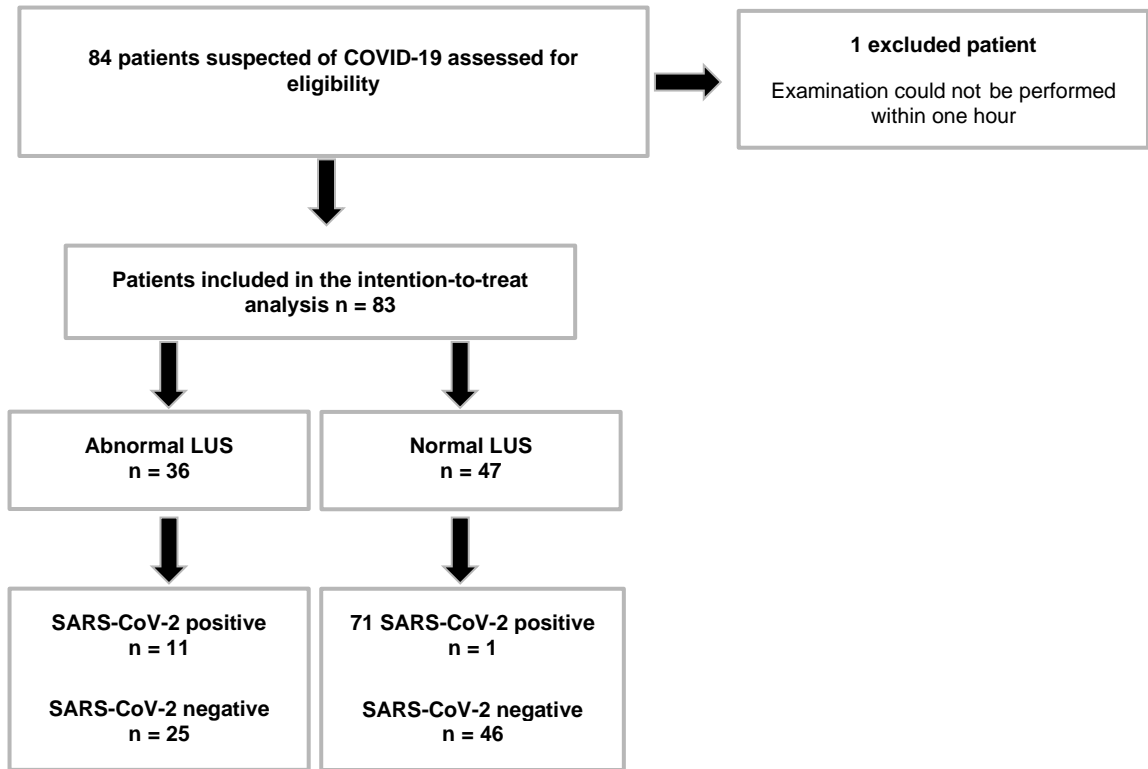 84 patients suspected of COVID-19 assessed for
eligibility
1 excluded patient
Examination could not be performed
within one hour
Patients included in the intention-to-treat
analysis n = 83
Abnormal LUS
n = 36
Normal LUS
n = 47
SARS-CoV-2 positive
n = 11
SARS-CoV-2 negative
n = 25
71 SARS-CoV-2 positive
n = 1
SARS-CoV-2 negative
n = 46